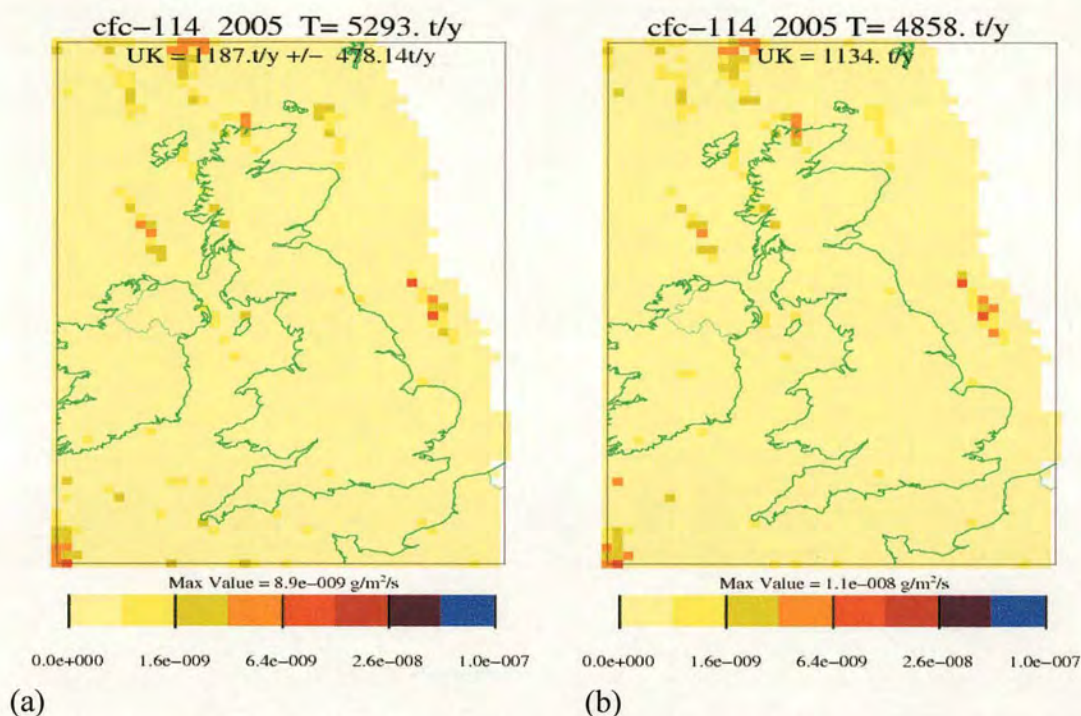 cfc-114 2005 T= 5293. t/y
UK = 1187.t/y +/- 478.14t/y
Max Value = 8.9e-009 g/m²/s
0.0e+000 1.6e-009 6.4e-009 2.6e-008 1.0e-007
(a)
cfc-114 2005 T= 4858. t/y
UK = 1134. t/y
Max Value = 1.1e-008 g/m²/s
0.0e+000 1.6e-009 6.4e-009 2.6e-008 1.0e-007
(b)